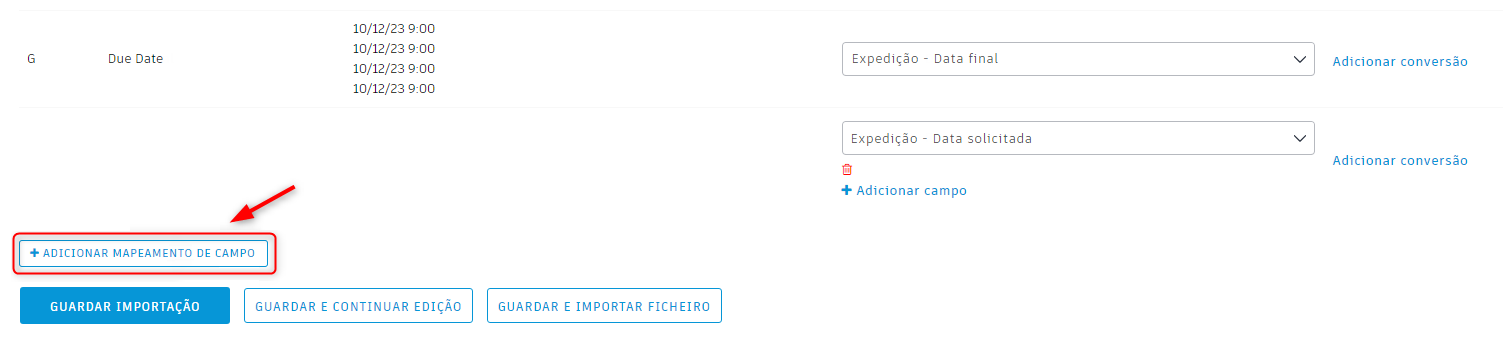 G
Due Date
10/12/23 9:00
10/12/23 9:00
10/12/23 9:00
10/12/23 9:00
Expedição - Data final
Adicionar conversão
Expedição - Data solicitada
Adicionar conversão
+ Adicionar campo
+ ADICIONAR MAPEAMENTO DE CAMPO
GUARDAR IMPORTAÇÃO
GUARDAR E CONTINUAR EDIÇÃO
GUARDAR E IMPORTAR FICHEIRO